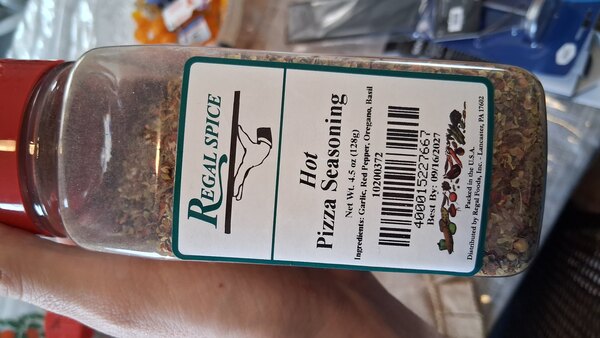 REGAL SPICE
Hot
Pizza Seasoning
Net Wt. 4.5 oz (128g)
Ingredients: Garlic, Red Pepper, Oregano, Basil
10200372
400015227667
Best By: 09/16/2027
Packed in the U.S.A.
Distributed by Regal Foods, Inc. - Lancaster, PA 17602